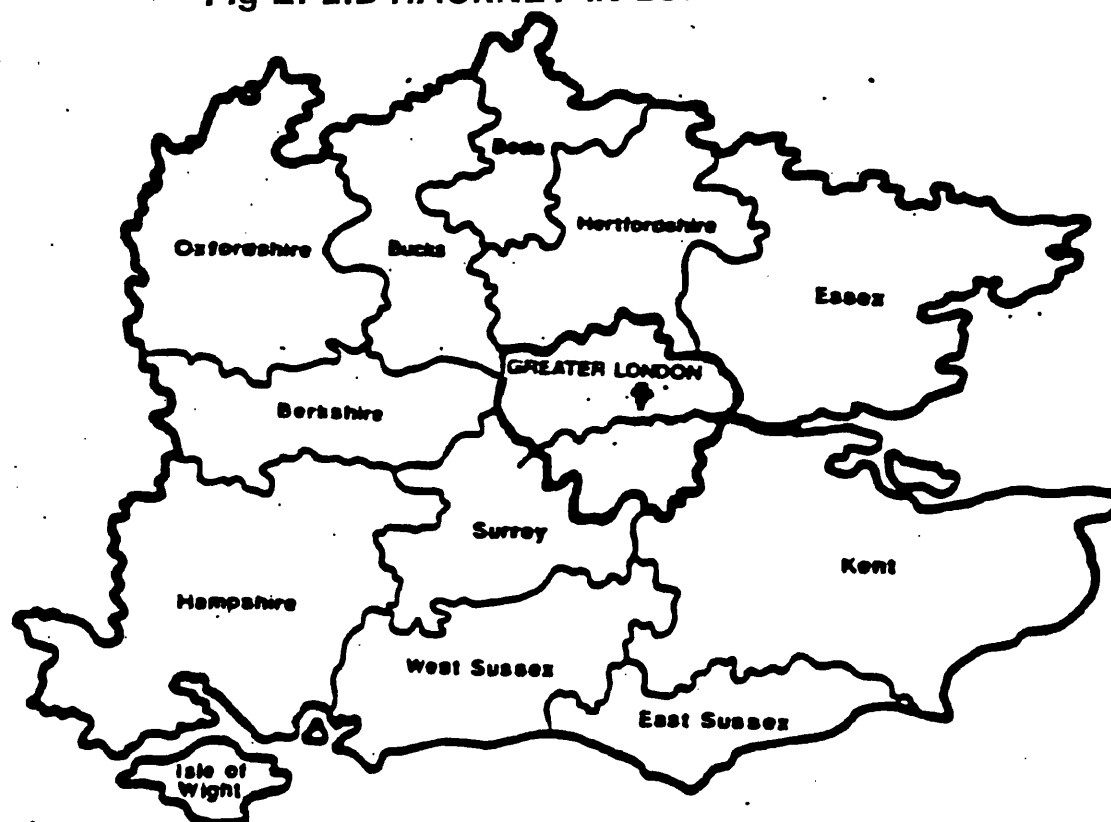 Beds
Hertfordshire
Oxfordshire
Bucks
Essex
GREATER LONDON
Berkshire
Surrey
Kent
Hampshire
West Sussex
East Sussex
Isle of
Wight